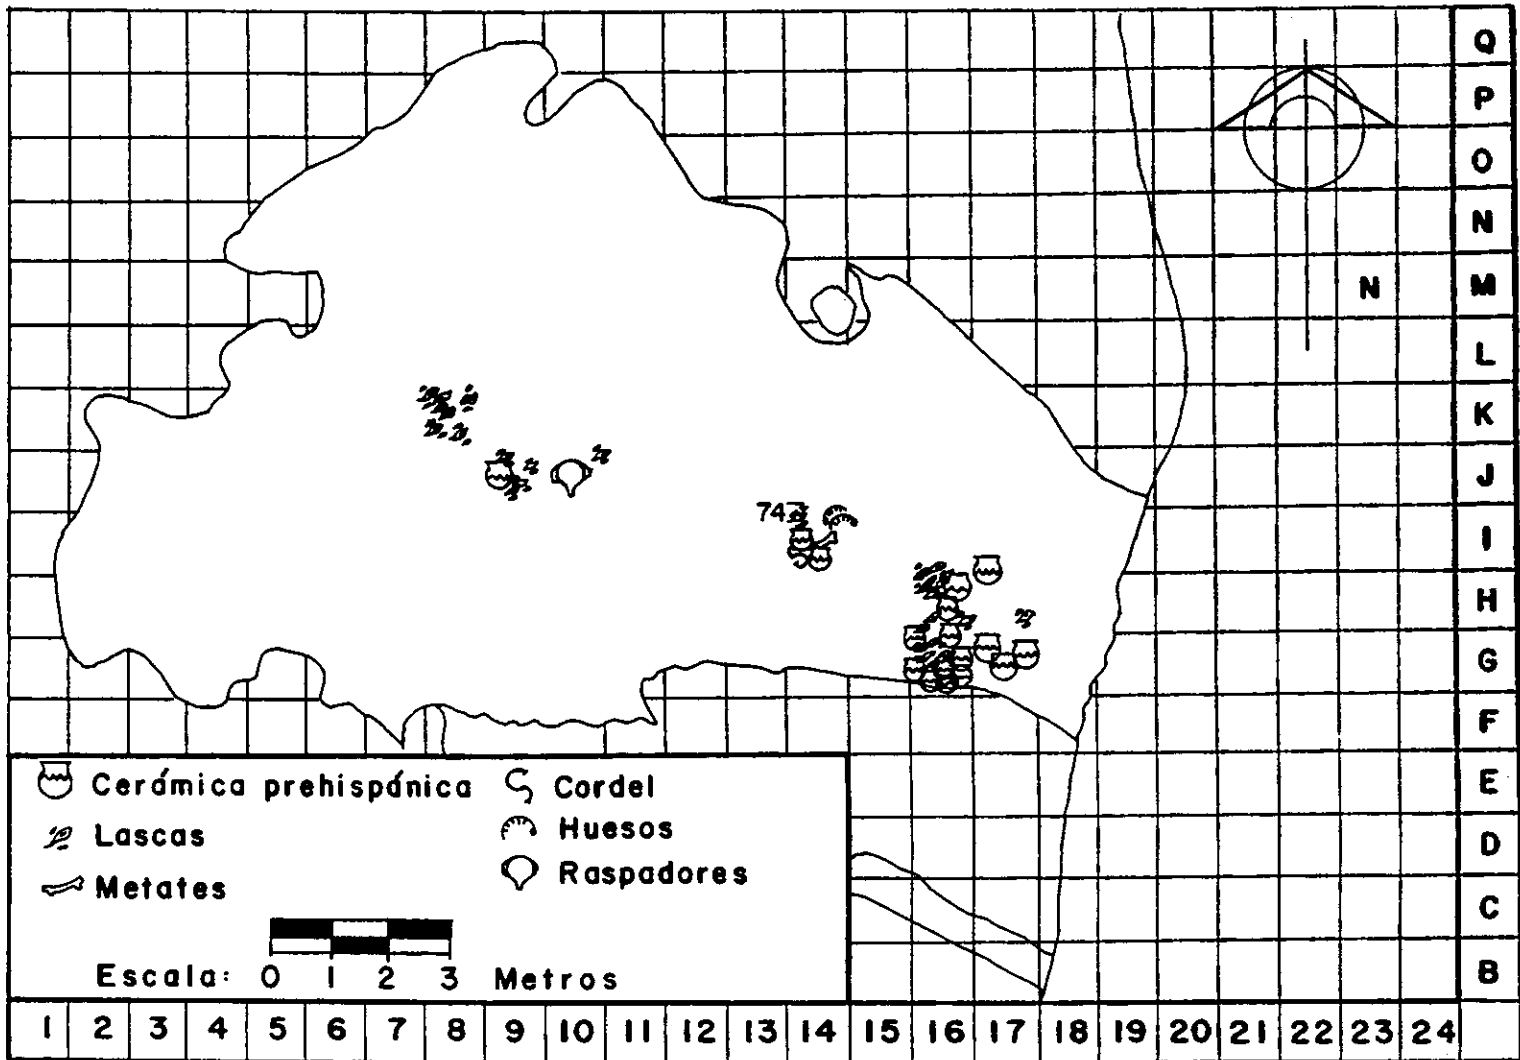 Q
P
O
N
N M
L
K
J
74 I
H
G
F
E
D
C
B
Cerámica prehispánica
Lascas
Metates
Cordel
Huesos
Raspadores
Escala: 0 1 2 3 Metros
1 2 3 4 5 6 7 8 9 10 11 12 13 14 15 16 17 18 19 20 21 22 23 24